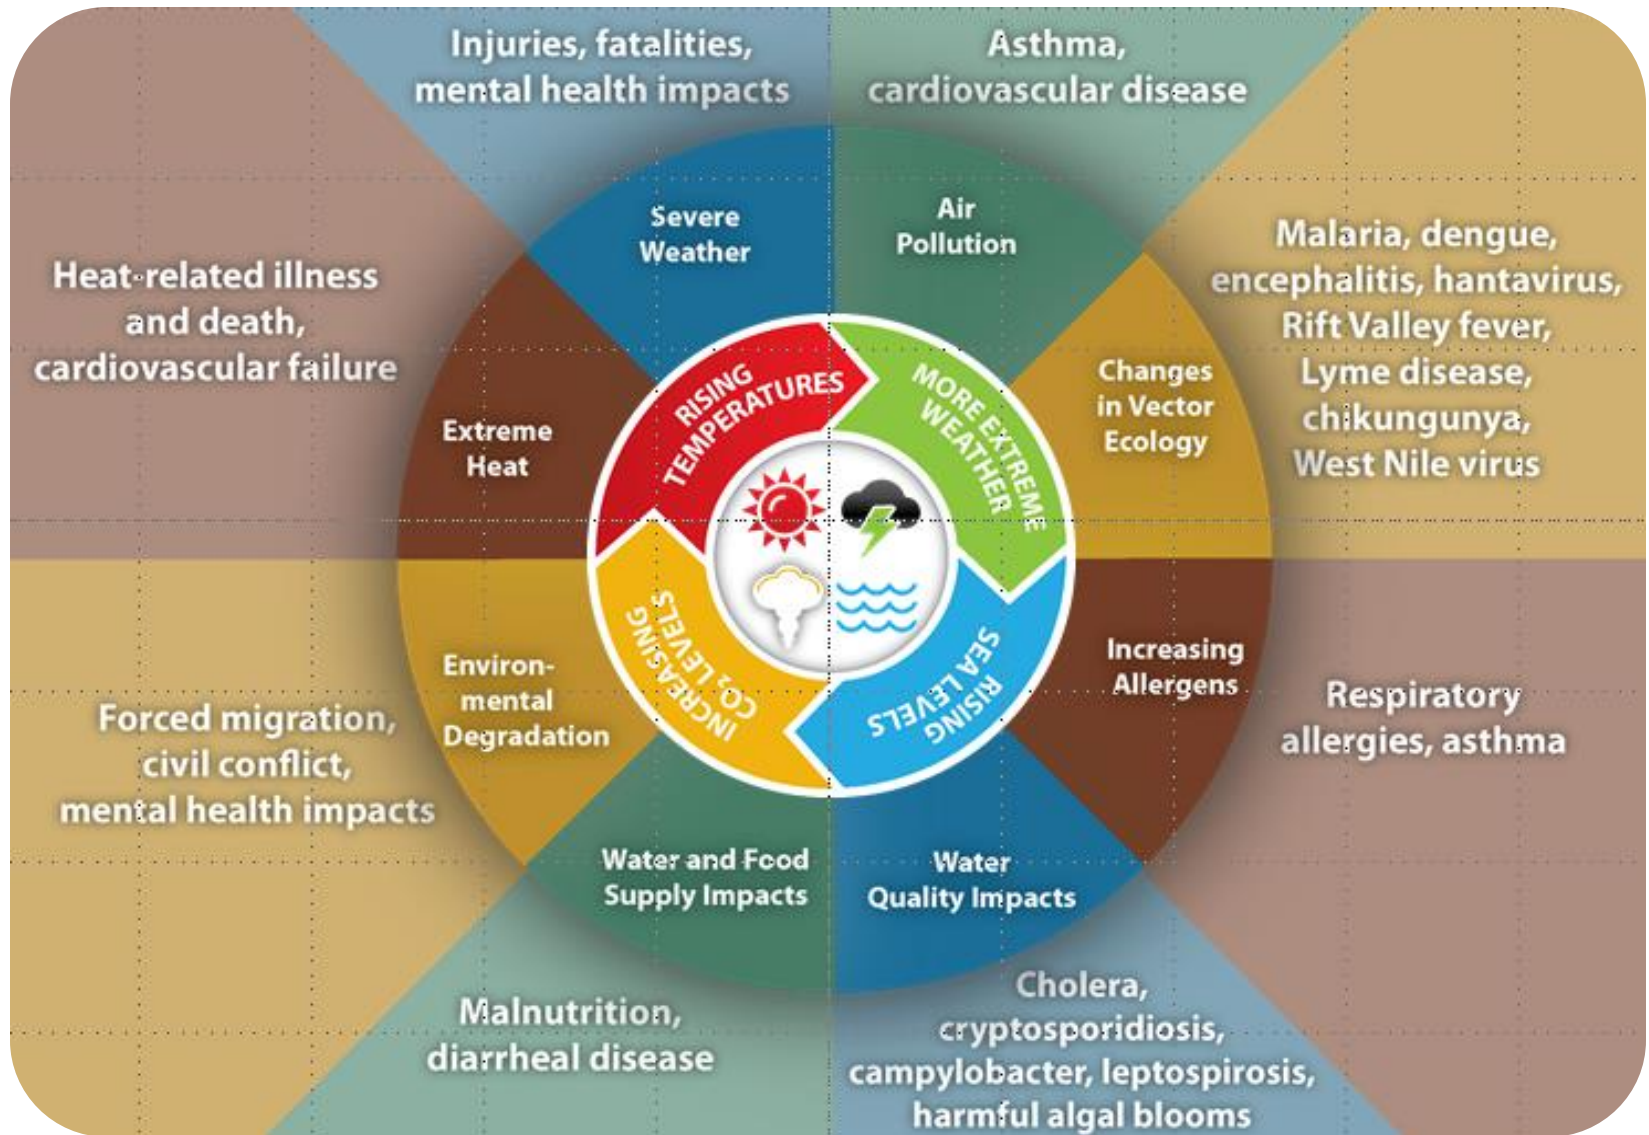 Injuries, fatalities,
mental health impacts
Asthma,
cardiovascular disease
Severe
Weather
Air
Pollution
Heat-related illness
and death,
cardiovascular failure
Malaria, dengue,
encephalitis, hantavirus,
Rift Valley fever,
Lyme disease,
chikungunya,
West Nile virus
Extreme
Heat
Changes
in Vector
Ecology
RISING
TEMPERATURES
MORE EXTREME
WEATHER
INCREASING
CO₂ LEVELS
RISING
SEA LEVELS
Environ-
mental
Degradation
Increasing
Allergens
Forced migration,
civil conflict,
mental health impacts
Respiratory
allergies, asthma
Water and Food
Supply Impacts
Water
Quality Impacts
Malnutrition,
diarrheal disease
Cholera,
cryptosporidiosis,
campylobacter, leptospirosis,
harmful algal blooms